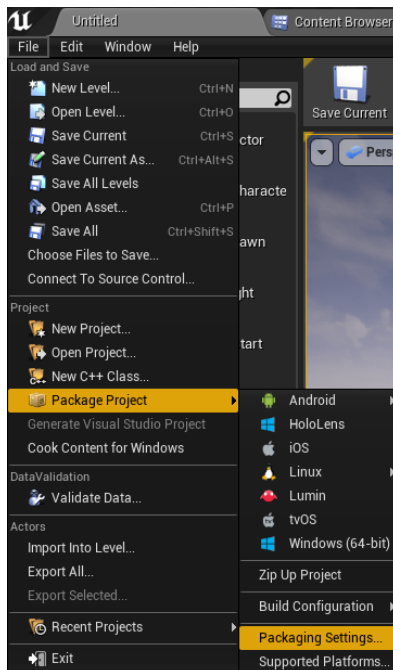 Untitled
Content Browser
File Edit Window Help
Load and Save
New Level... Ctrl+N
Open Level... Ctrl+O
Save Current Ctrl+S
Save Current As... Ctrl+Alt+S
Save All Levels
Open Asset... Ctrl+P
Save All Ctrl+Shift+S
Choose Files to Save...
Connect To Source Control...
Project
New Project...
Open Project...
New C++ Class...
Package Project
Generate Visual Studio Project
Cook Content for Windows
DataValidation
Validate Data...
Actors
Import Into Level...
Export All...
Export Selected...
Recent Projects
Exit
Save Current
ctor
Pers
haracte
awn
ght
tart
Android
HoloLens
iOS
Linux
Lumin
tvOS
Windows (64-bit)
Zip Up Project
Build Configuration
Packaging Settings...
Supported Platforms...